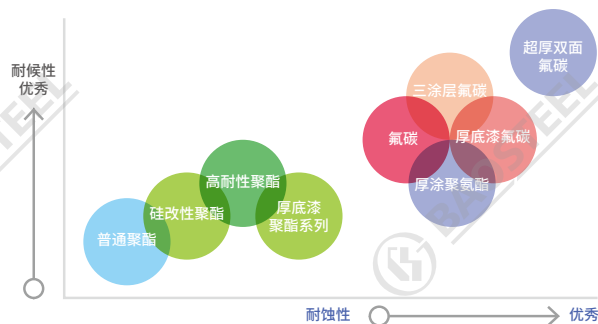 超厚双面
氟碳
耐候性
优秀
三涂层氟碳
氟碳
厚底漆氟碳
高耐性聚酯
厚涂聚氨酯
硅改性聚酯
厚底漆
聚酯系列
普通聚酯
耐蚀性
优秀
BAOSTEEL
STEEL